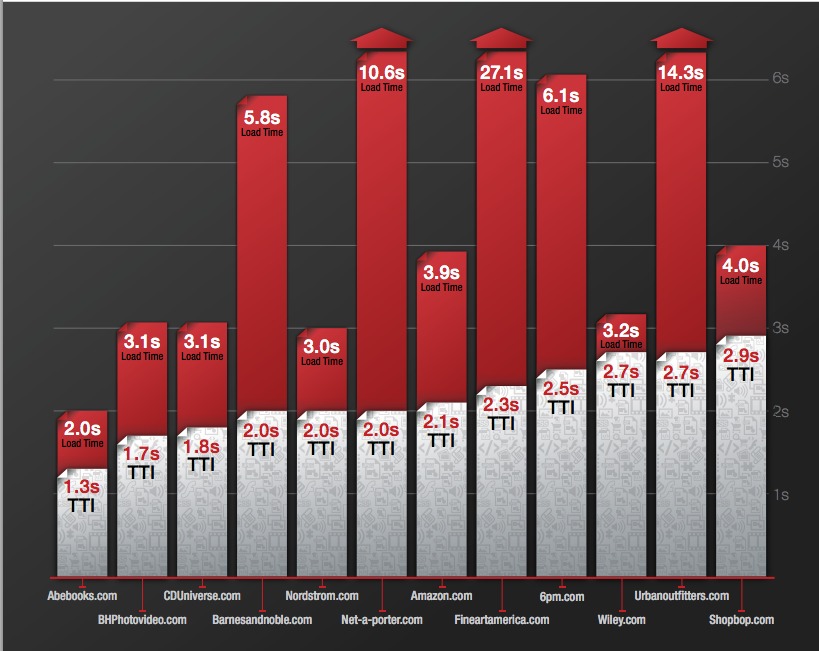 10.6s
Load Time
27.1s
Load Time
14.3s
Load Time
6s
6.1s
Load Time
5.8s
Load Time
5s
4s
3.9s
Load Time
4.0s
Load Time
3.1s
Load Time
3.1s
Load Time
3.0s
Load Time
3.2s
Load Time
3s
2.9s
TTI
2.7s
TTI
2.7s
TTI
2.5s
TTI
2.3s
TTI
2s
2.0s
Load Time
2.1s
TTI
2.0s
TTI
2.0s
TTI
2.0s
TTI
1.8s
TTI
1.7s
TTI
1.3s
TTI
1s
Abebooks.com
CDUniverse.com
Nordstrom.com
Amazon.com
6pm.com
Urbanoutfitters.com
BHPhotovideo.com
Barnesandnoble.com
Net-a-porter.com
Fineartamerica.com
Wiley.com
Shopbop.com